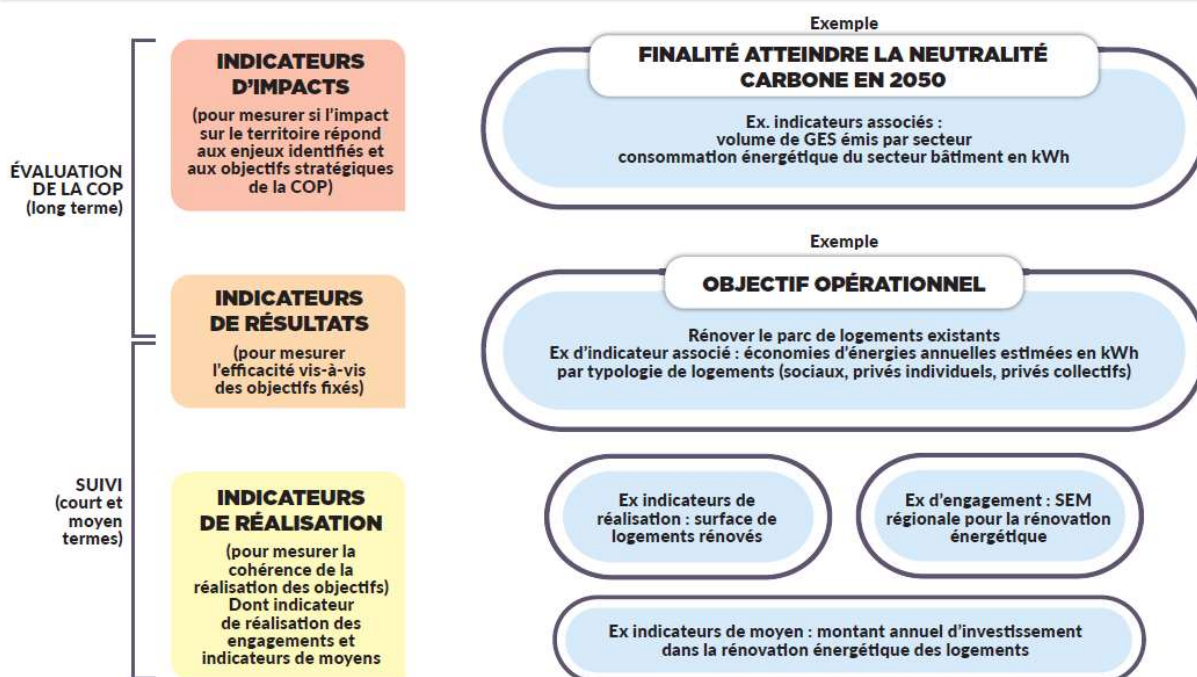 ÉVALUATION
DE LA COP
(long terme)
SUIVI
(court et
moyen
termes)
INDICATEURS
D'IMPACTS
(pour mesurer si l'impact
sur le territoire répond
aux enjeux identifiés et
aux objectifs stratégiques
de la COP)
Exemple
FINALITÉ ATTEINDRE LA NEUTRALITÉ
CARBONE EN 2050
Ex. indicateurs associés :
volume de GES émis par secteur
consommation énergétique du secteur bâtiment en kWh
INDICATEURS
DE RÉSULTATS
(pour mesurer
l'efficacité vis-à-vis
des objectifs fixés)
Exemple
OBJECTIF OPÉRATIONNEL
Rénover le parc de logements existants
Ex d'indicateur associé : économies d'énergies annuelles estimées en kWh
par typologie de logements (sociaux, privés individuels, privés collectifs)
INDICATEURS
DE RÉALISATION
(pour mesurer la
cohérence de la
réalisation des objectifs)
Dont indicateur
de réalisation des
engagements et
indicateurs de moyens
Ex indicateurs de
réalisation : surface de
logements rénovés
Ex d'engagement : SEM
régionale pour la rénovation
énergétique
Ex indicateurs de moyen : montant annuel d'investissement
dans la rénovation énergétique des logements